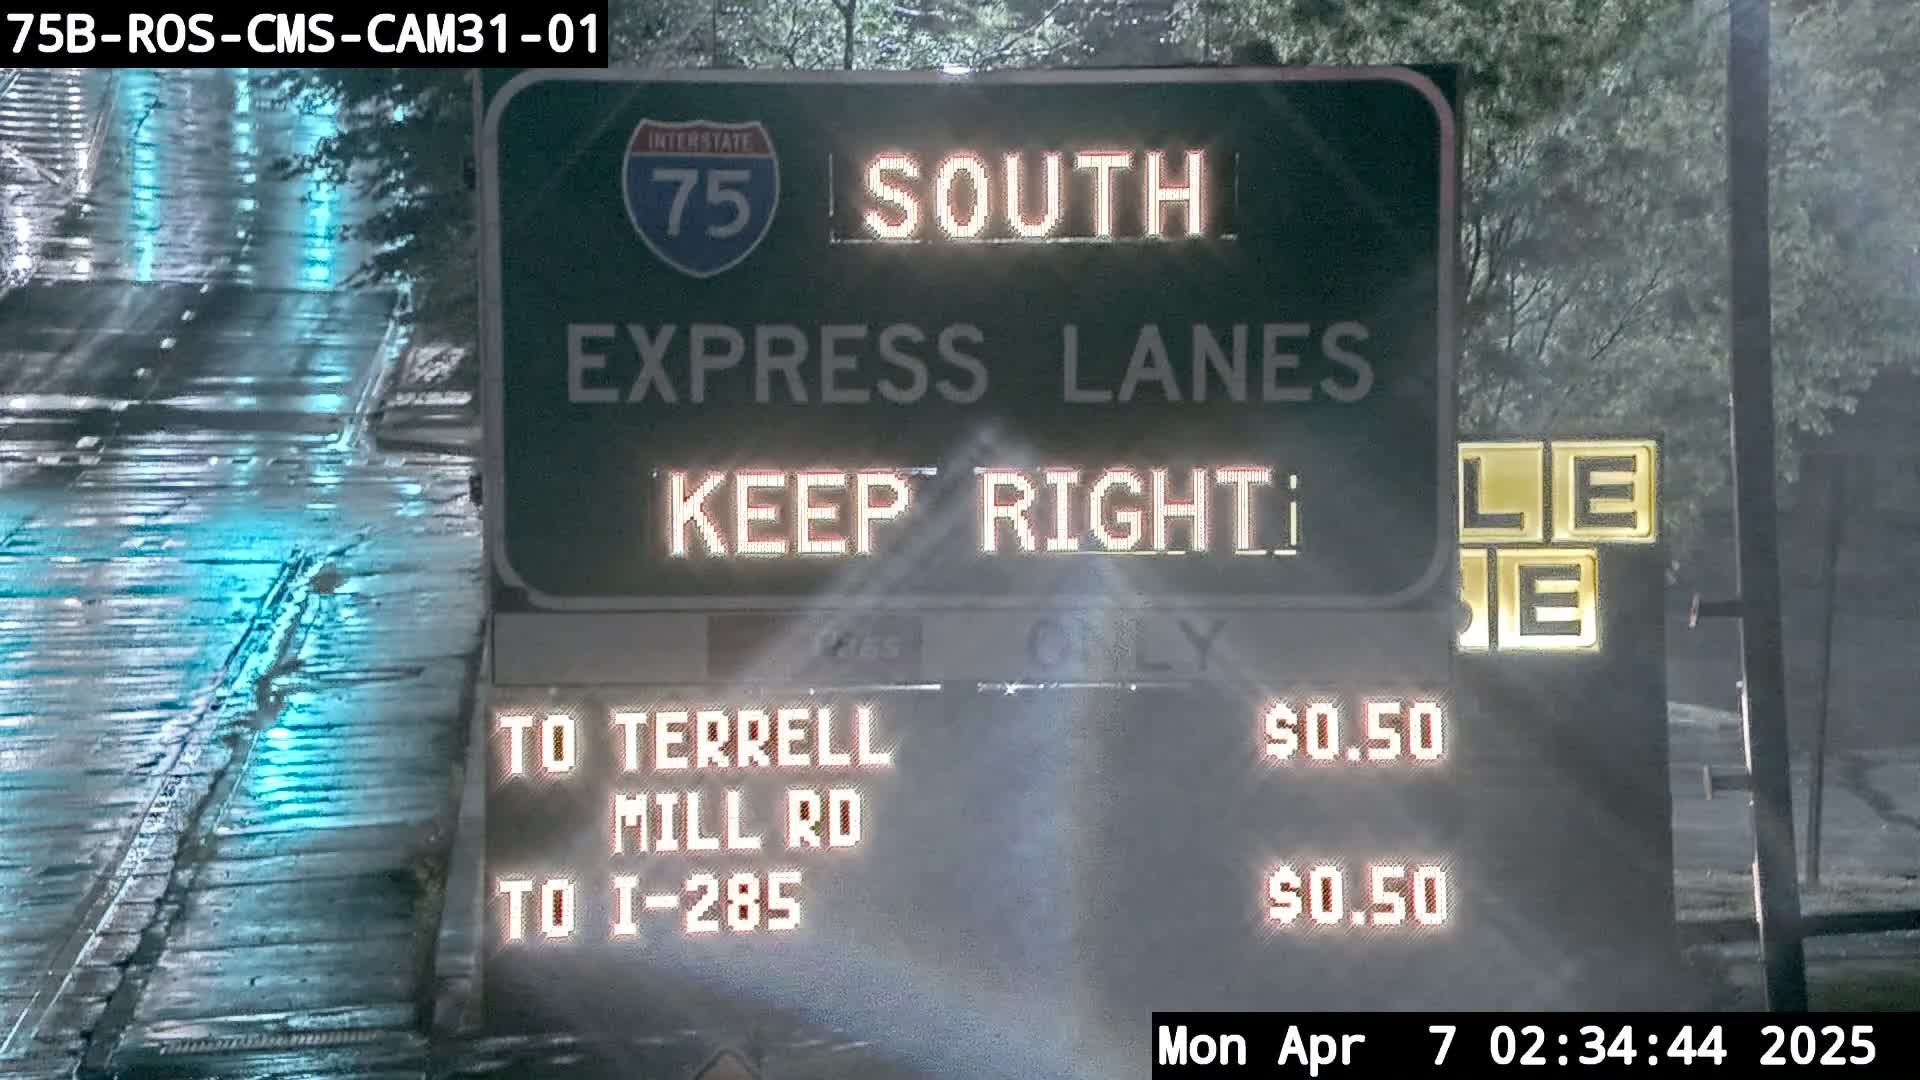 75B-ROS-CMS-CAM31-01
INTERSTATE
75
SOUTH
EXPRESS LANES
KEEP RIGHT
LE
E
ONLY
TO TERRELL $0.50
MILL RD
TO I-285 $0.50
Mon Apr 7 02:34:44 2025